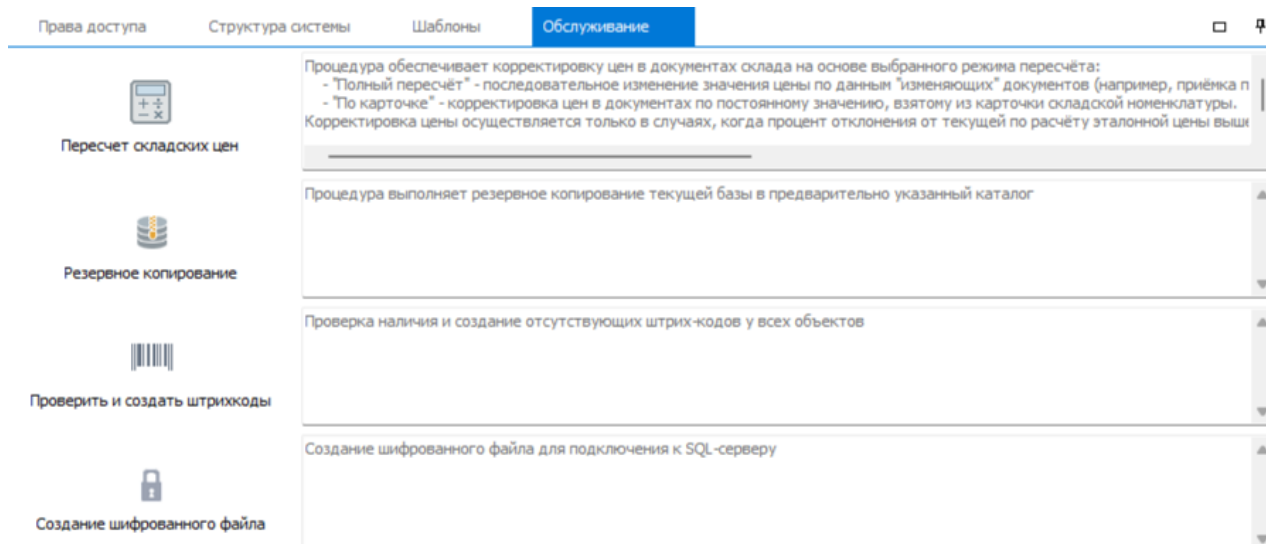 Права доступа
Структура системы
Шаблоны
Обслуживание
Пересчет складских цен
Процедура обеспечивает корректировку цен в документах склада на основе выбранного режима пересчёта:
- "Полный пересчёт" - последовательное изменение значения цены по данным "изменяющих" документов (например, приёмка п
- "По карточке" - корректировка цен в документах по постоянному значению, взятому из карточки складской номенклатуры.
Корректировка цены осуществляется только в случаях, когда процент отклонения от текущей по расчёту эталонной цены выше
Резервное копирование
Процедура выполняет резервное копирование текущей базы в предварительно указанный каталог
Проверить и создать штрихкоды
Проверка наличия и создание отсутствующих штрих-кодов у всех объектов
Создание шифрованного файла
Создание шифрованного файла для подключения к SQL-серверу